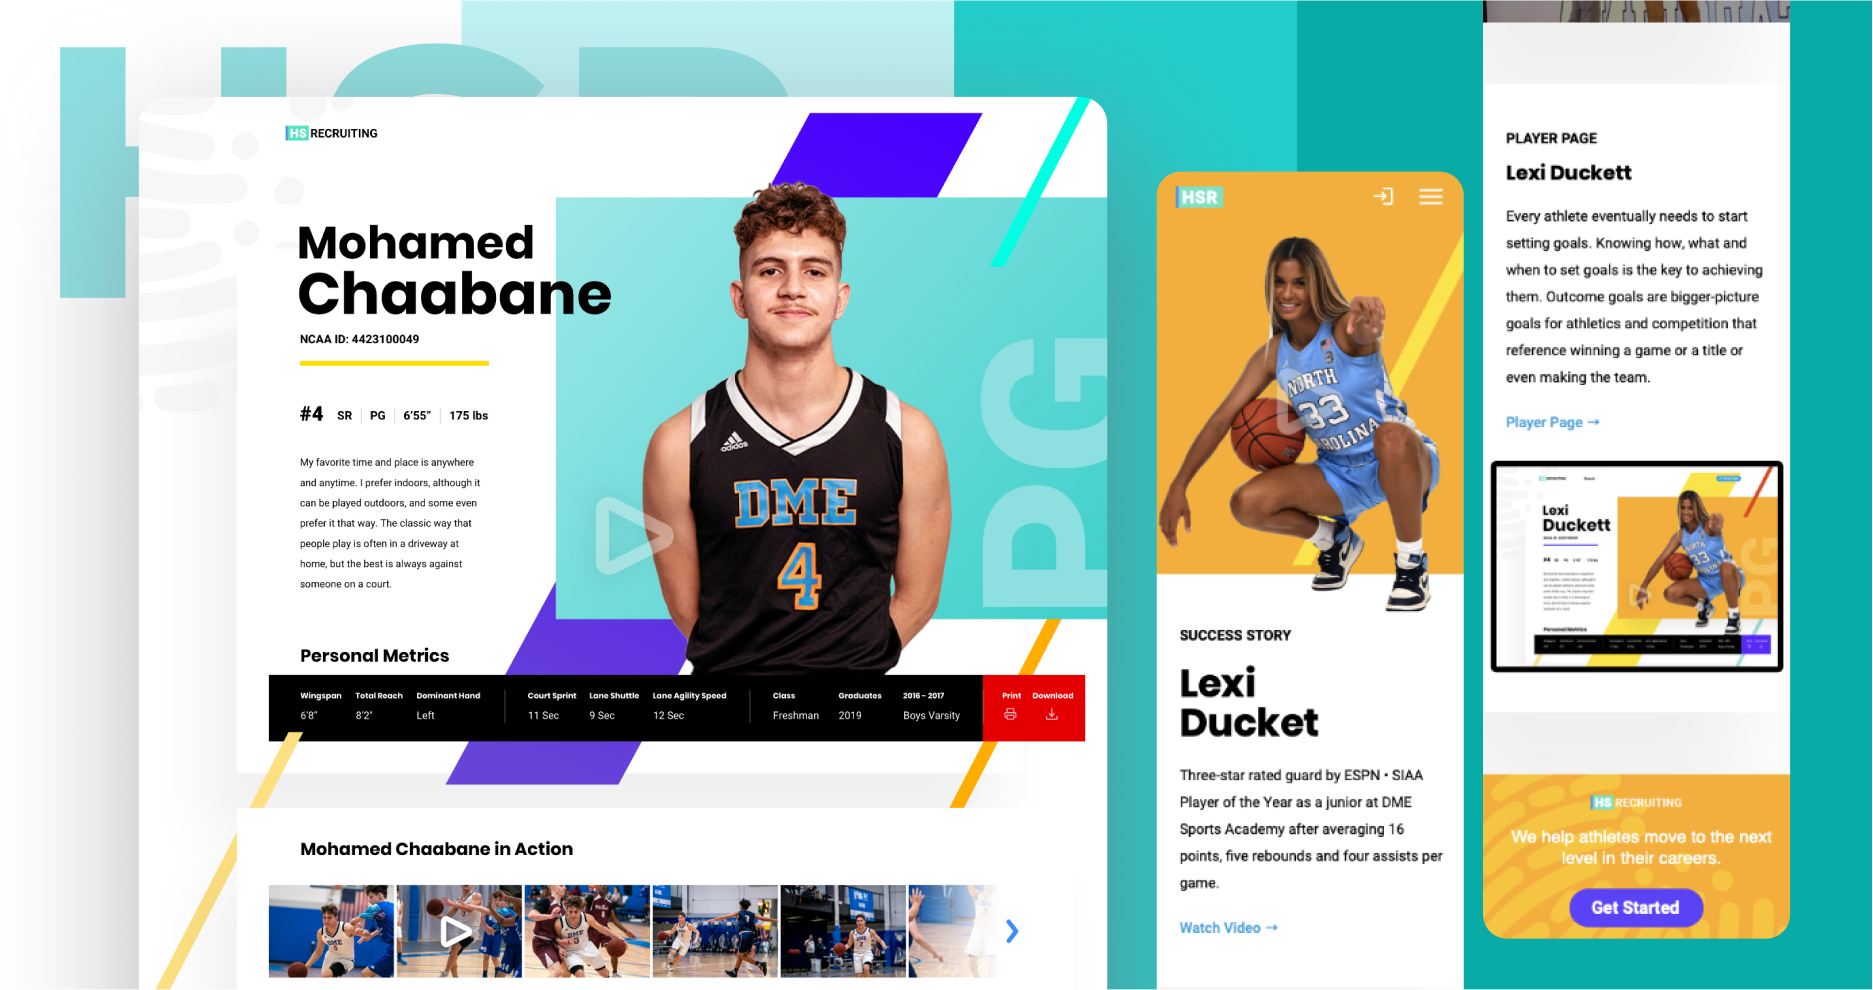 HSR
HS RECRUITING
Mohamed
Chaabane
NCAA ID: 4423100049
#4 SR PG 6'55" 175 lbs
My favorite time and place is anywhere
and anytime. I prefer indoors, although it
can be played outdoors, and some even
prefer it that way. The classic way that
people play is often in a driveway at
home, but the best is always against
someone on a court.
PG
adidas
DME
4
Personal Metrics
Wingspan Total Reach Dominant Hand Court Sprint Lane Shuttle Lane Agility Speed Class Graduates 2016 - 2017 Print Download
6'8" 8'2" Left 11 Sec 9 Sec 12 Sec Freshman 2019 Boys Varsity
Mohamed Chaabane in Action
HSR
NORTH
33
CAROLINA
SUCCESS STORY
Lexi
Ducket
Three-star rated guard by ESPN • SIAA
Player of the Year as a junior at DME
Sports Academy after averaging 16
points, five rebounds and four assists per
game.
Watch Video →
PLAYER PAGE
Lexi Duckett
Every athlete eventually needs to start
setting goals. Knowing how, what and
when to set goals is the key to achieving
them. Outcome goals are bigger-picture
goals for athletics and competition that
reference winning a game or a title or
even making the team.
Player Page →
Lexi
Duckett
#4
PG
NORTH
33
Personal Metrics
HS RECRUITING
We help athletes move to the next
level in their careers.
Get Started